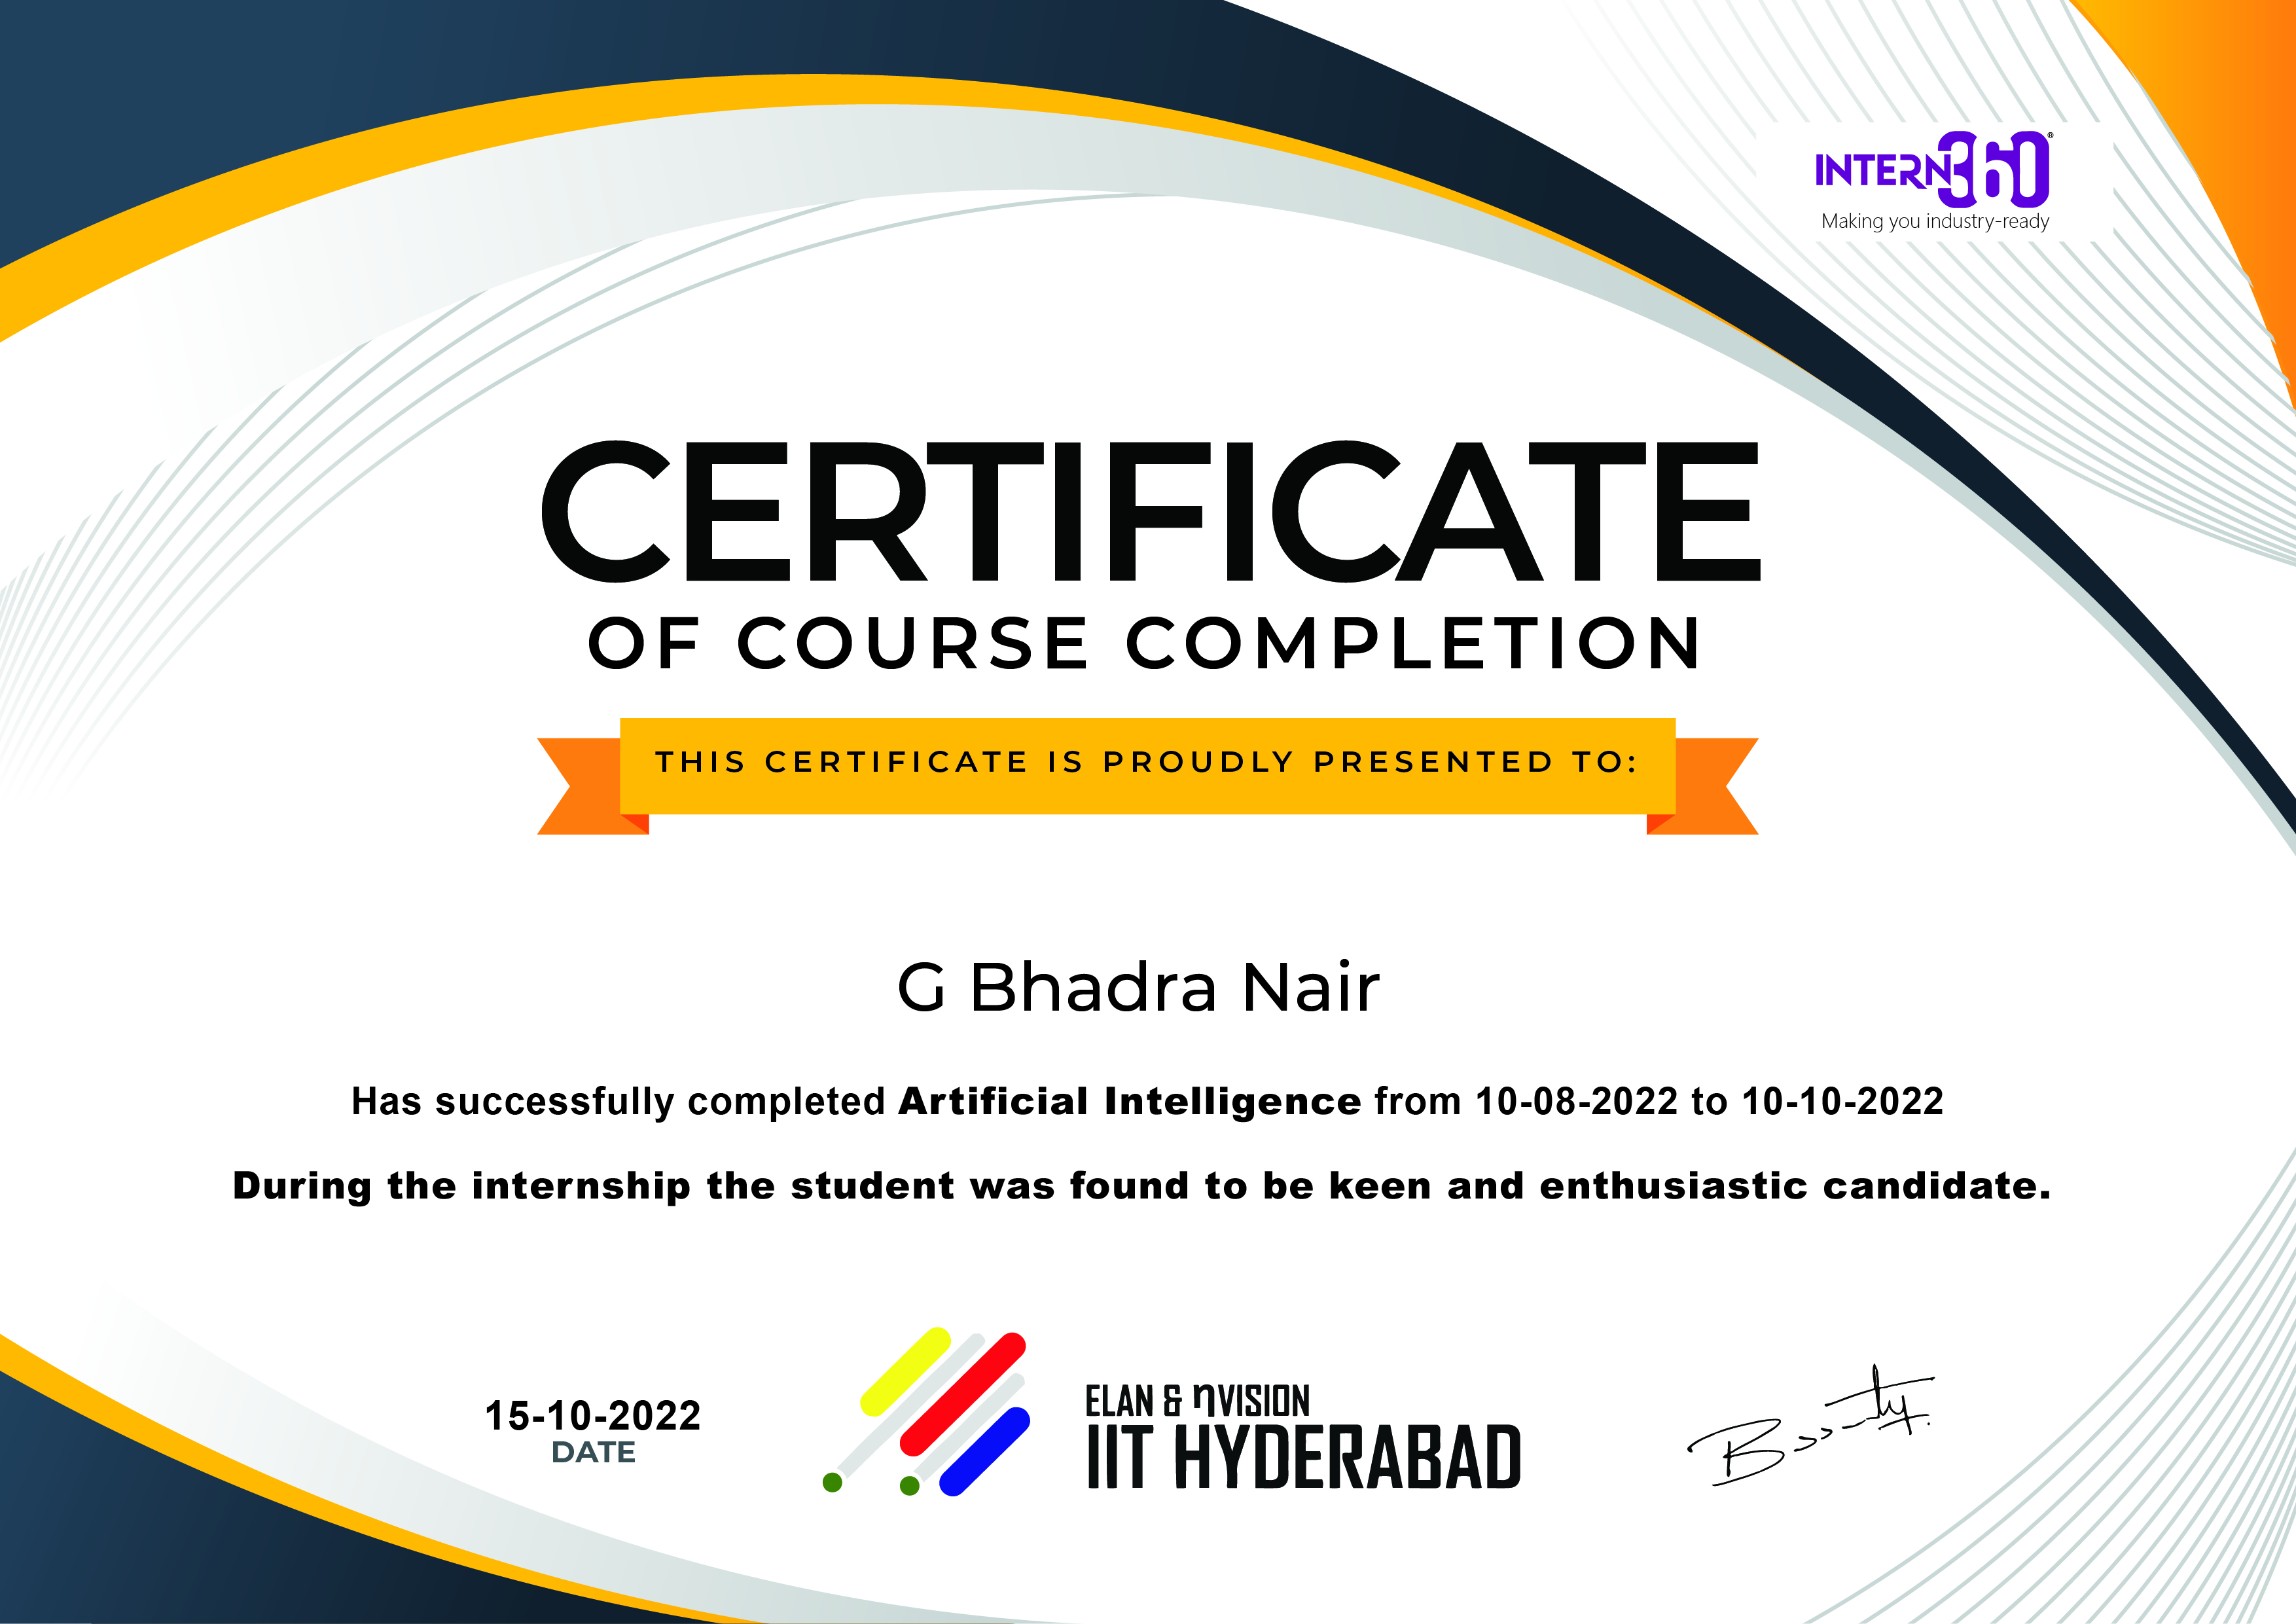 INTERN360®
Making you industry-ready
CERTIFICATE
OF COURSE COMPLETION
THIS CERTIFICATE IS PROUDLY PRESENTED TO:
G Bhadra Nair
Has successfully completed Artificial Intelligence from 10-08-2022 to 10-10-2022
During the internship the student was found to be keen and enthusiastic candidate.
15-10-2022
DATE
ELAN & ηVISION
IIT HYDERABAD